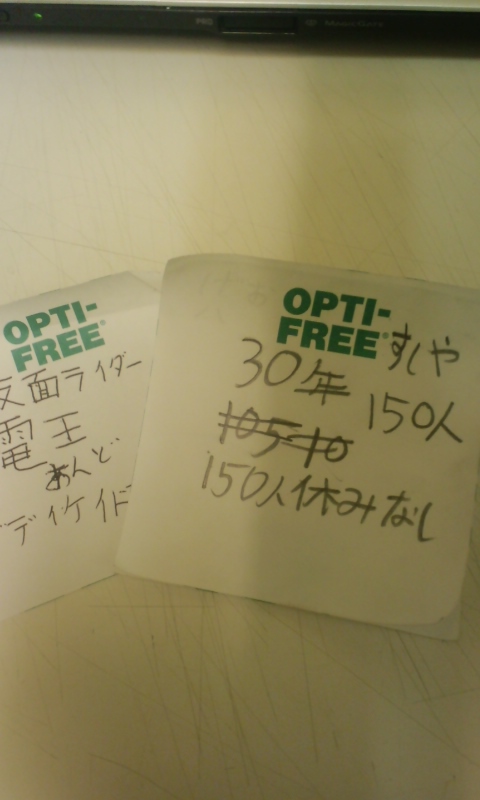 PRO MagicGate
OPTI-
FREE®
仮面ライダー
電王
あんど
ディケイド
OPTI-
FREE®
すしや
30年
150人
150人休みなし